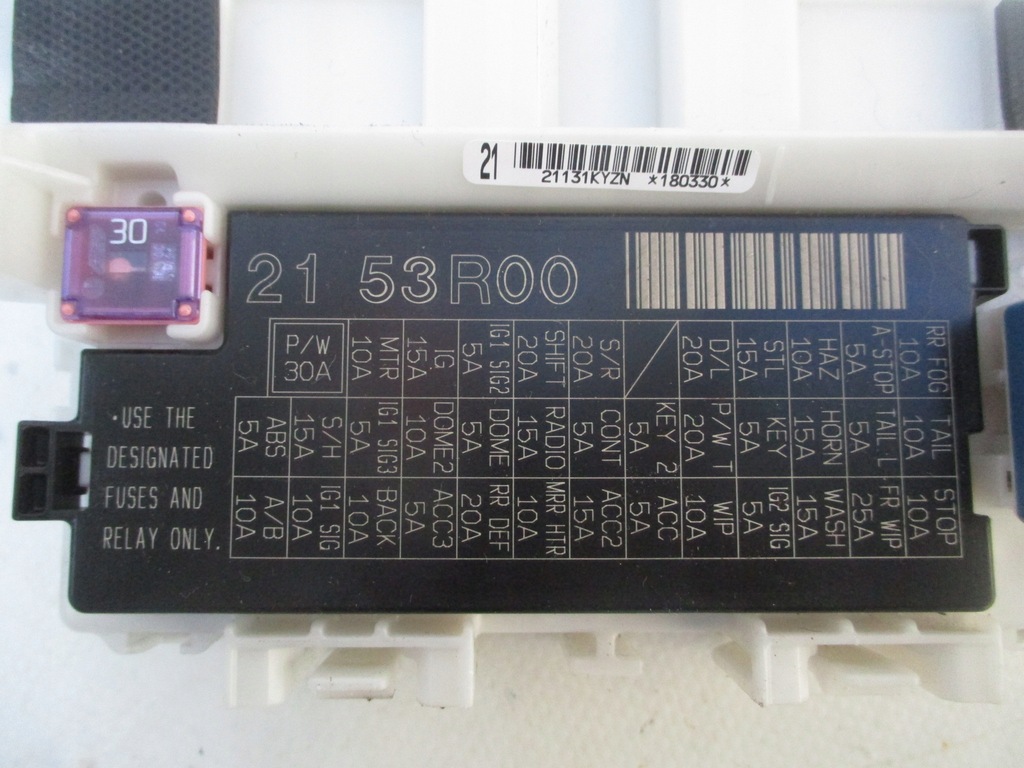 21 21131KYZN *180330*
30
21 53R00
P/W 30A
MTR 10A
IG 15A
IG1 SIG2 5A
SHIFT 20A
S/R 20A
D/L 20A
STL 15A
HAZ 10A
A-STOP 5A
RR FOG 10A
・USE THE
DESIGNATED
FUSES AND
RELAY ONLY.
ABS 5A
S/H 15A
IG1 SIG3 5A
DOME2 10A
DOME 5A
RADIO 15A
CONT 5A
KEY 2 5A
P/W T 20A
KEY 5A
HORN 15A
TAIL.L 5A
TAIL 10A
A/B 10A
IG1 SIG 10A
BACK 10A
ACC3 5A
RR DEF 20A
MRR HTR 10A
ACC2 15A
ACC 5A
WIP 10A
IG2 SIG 5A
WASH 15A
FR WIP 25A
STOP 10A